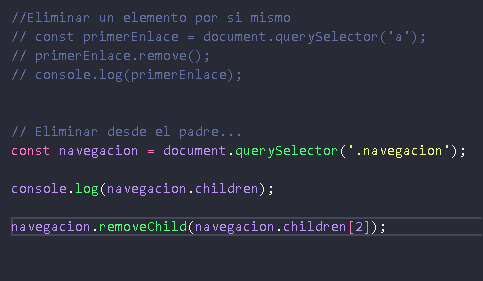 //Eliminar un elemento por si mismo
// const primerEnlace = document.querySelector('a');
// primerEnlace.remove();
// console.log(primerEnlace);
// Eliminar desde el padre...
const navegacion = document.querySelector('.navegacion');
console.log(navegacion.children);
navegacion.removeChild(navegacion.children[2]);